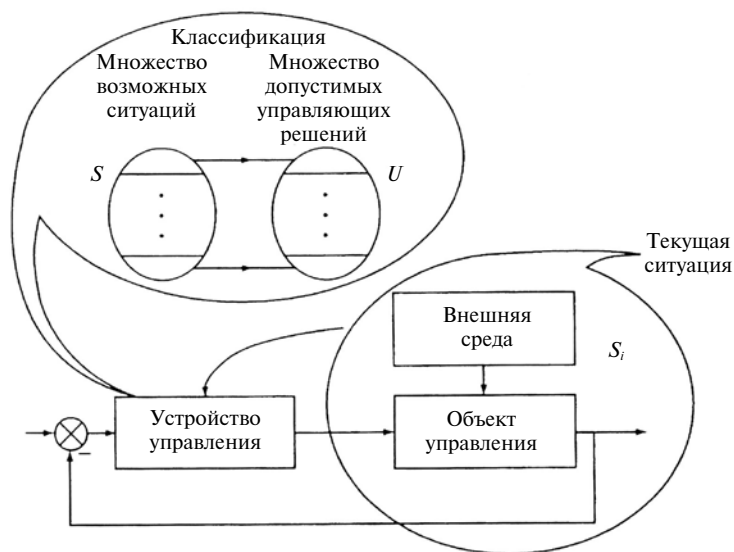 Классификация
Множество
возможных
ситуаций
Множество
допустимых
управляющих
решений
S
U
Текущая
ситуация
Внешняя
среда
S_i
Устройство
управления
Объект
управления
–